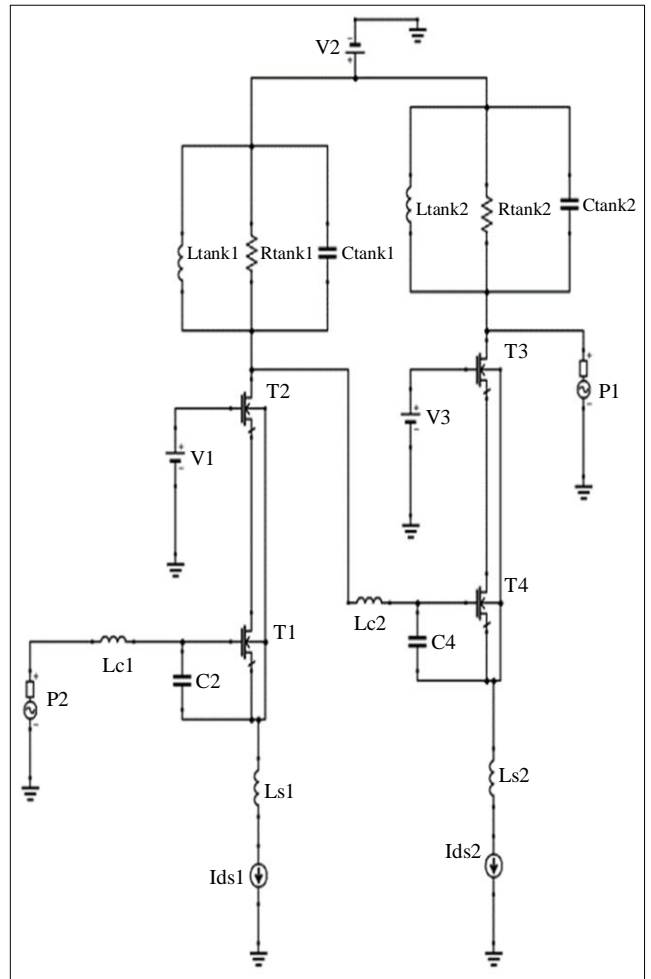 V2
Ltank1 Rtank1 Ctank1
Ltank2 Rtank2 Ctank2
T2
T3
P1
V1
V3
T1
T4
Lc1
Lc2
C2
C4
P2
Ls1
Ls2
Ids1
Ids2